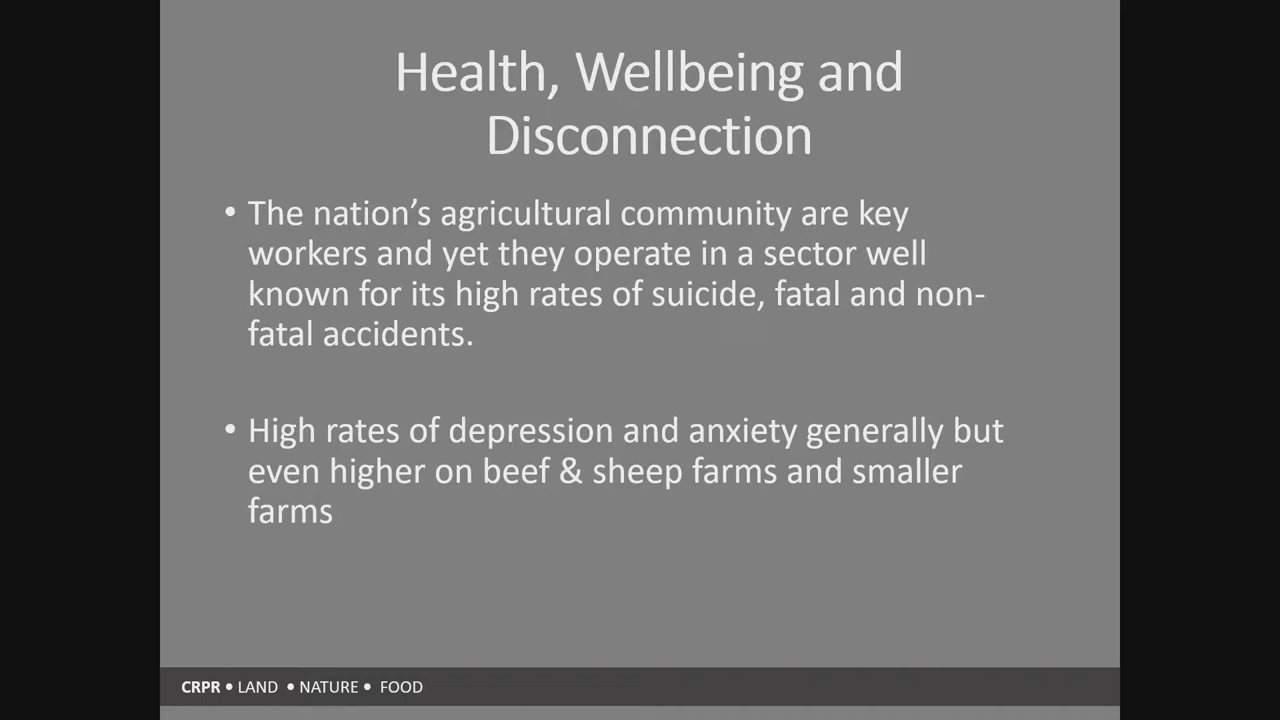 Health, Wellbeing and
Disconnection
• The nation’s agricultural community are key
workers and yet they operate in a sector well
known for its high rates of suicide, fatal and non-
fatal accidents.
• High rates of depression and anxiety generally but
even higher on beef & sheep farms and smaller
farms
CRPR • LAND • NATURE • FOOD